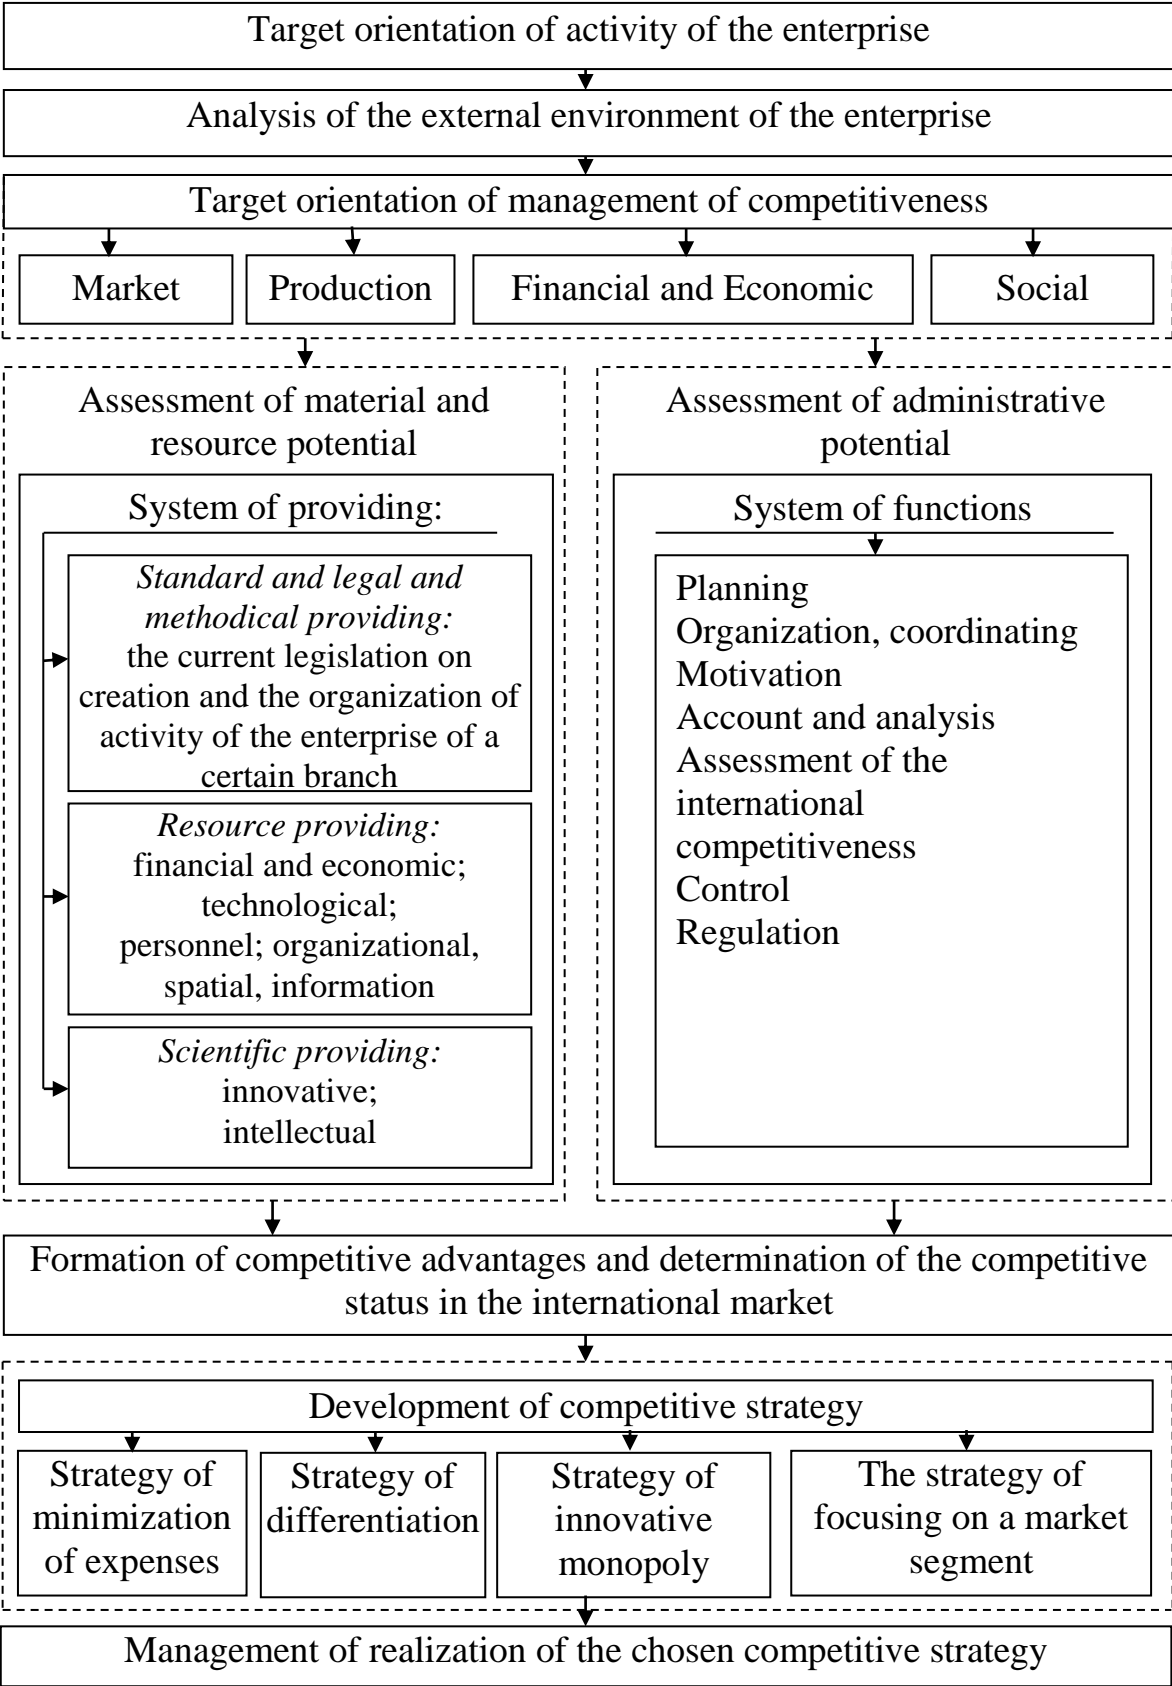 Target orientation of activity of the enterprise
Analysis of the external environment of the enterprise
Target orientation of management of competitiveness
Market
Production
Financial and Economic
Social
Assessment of material and
resource potential
System of providing:
Standard and legal and
methodical providing:
the current legislation on
creation and the organization of
activity of the enterprise of a
certain branch
Resource providing:
financial and economic;
technological;
personnel; organizational,
spatial, information
Scientific providing:
innovative;
intellectual
Assessment of administrative
potential
System of functions
Planning
Organization, coordinating
Motivation
Account and analysis
Assessment of the
international
competitiveness
Control
Regulation
Formation of competitive advantages and determination of the competitive
status in the international market
Development of competitive strategy
Strategy of
minimization
of expenses
Strategy of
differentiation
Strategy of
innovative
monopoly
The strategy of
focusing on a market
segment
Management of realization of the chosen competitive strategy